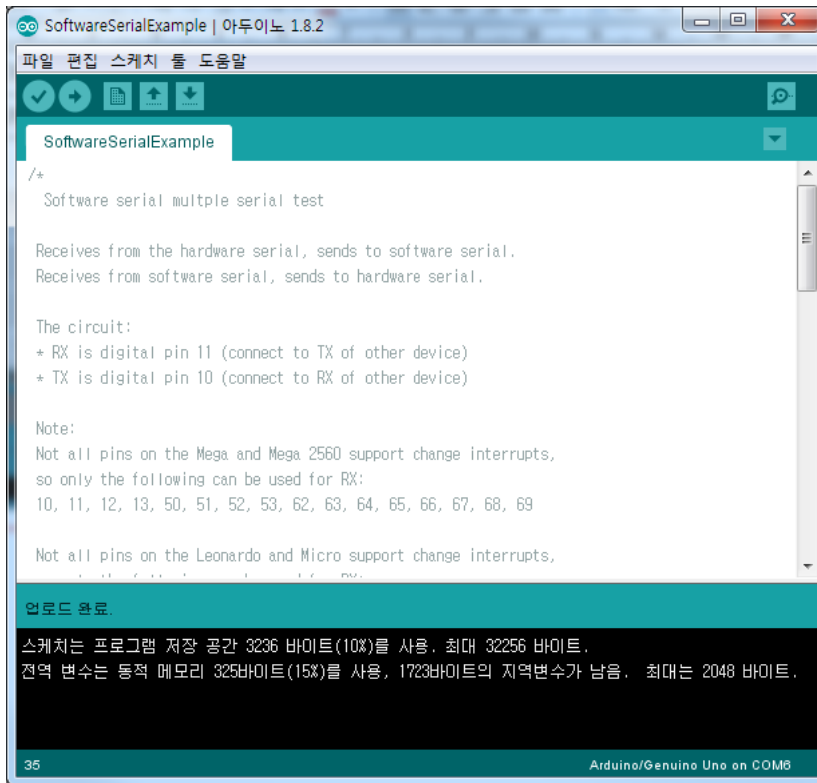 SoftwareSerialExample | 아두이노 1.8.2
파일 편집 스케치 툴 도움말
SoftwareSerialExample
/*
Software serial multple serial test
Receives from the hardware serial, sends to software serial.
Receives from software serial, sends to hardware serial.
The circuit:
* RX is digital pin 11 (connect to TX of other device)
* TX is digital pin 10 (connect to RX of other device)
Note:
Not all pins on the Mega and Mega 2560 support change interrupts,
so only the following can be used for RX:
10, 11, 12, 13, 50, 51, 52, 53, 62, 63, 64, 65, 66, 67, 68, 69
Not all pins on the Leonardo and Micro support change interrupts,
업로드 완료.
스케치는 프로그램 저장 공간 3236 바이트(10%)를 사용. 최대 32256 바이트.
전역 변수는 동적 메모리 325바이트(15%)를 사용, 1723바이트의 지역변수가 남음. 최대는 2048 바이트.
35
Arduino/Genuino Uno on COM6